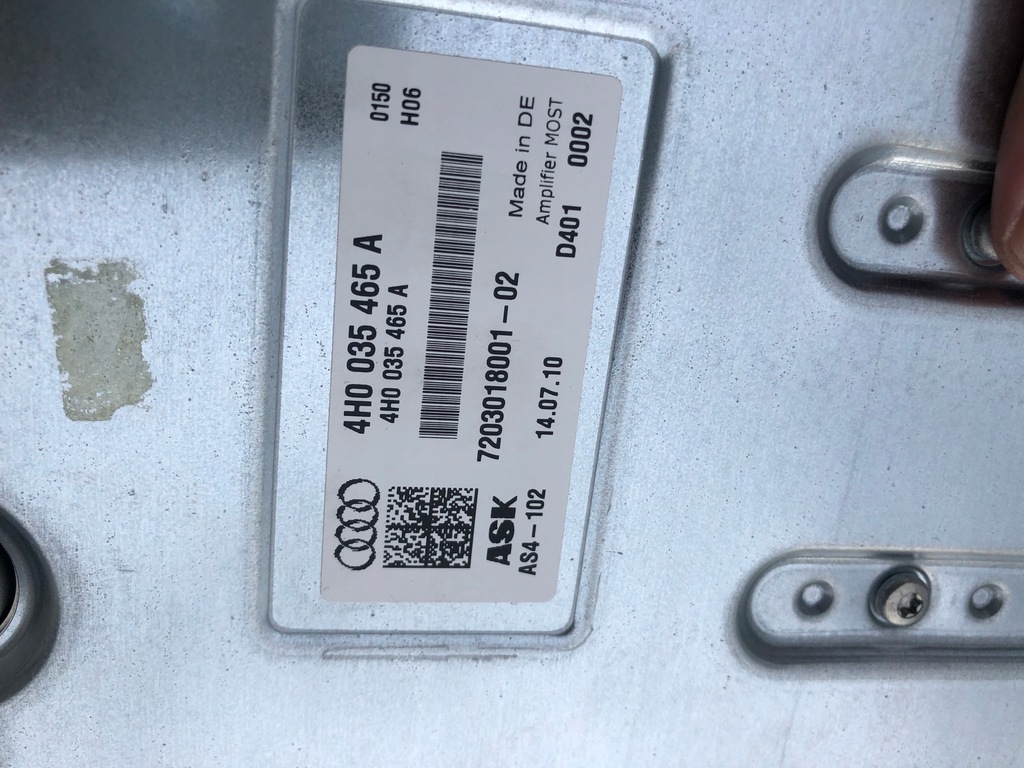 0150
H06
4H0 035 465 A
4H0 035 465 A
Made in DE
Amplifier MOST
7203018001-02
D401 0002
ASK
AS4-102
14.07.10